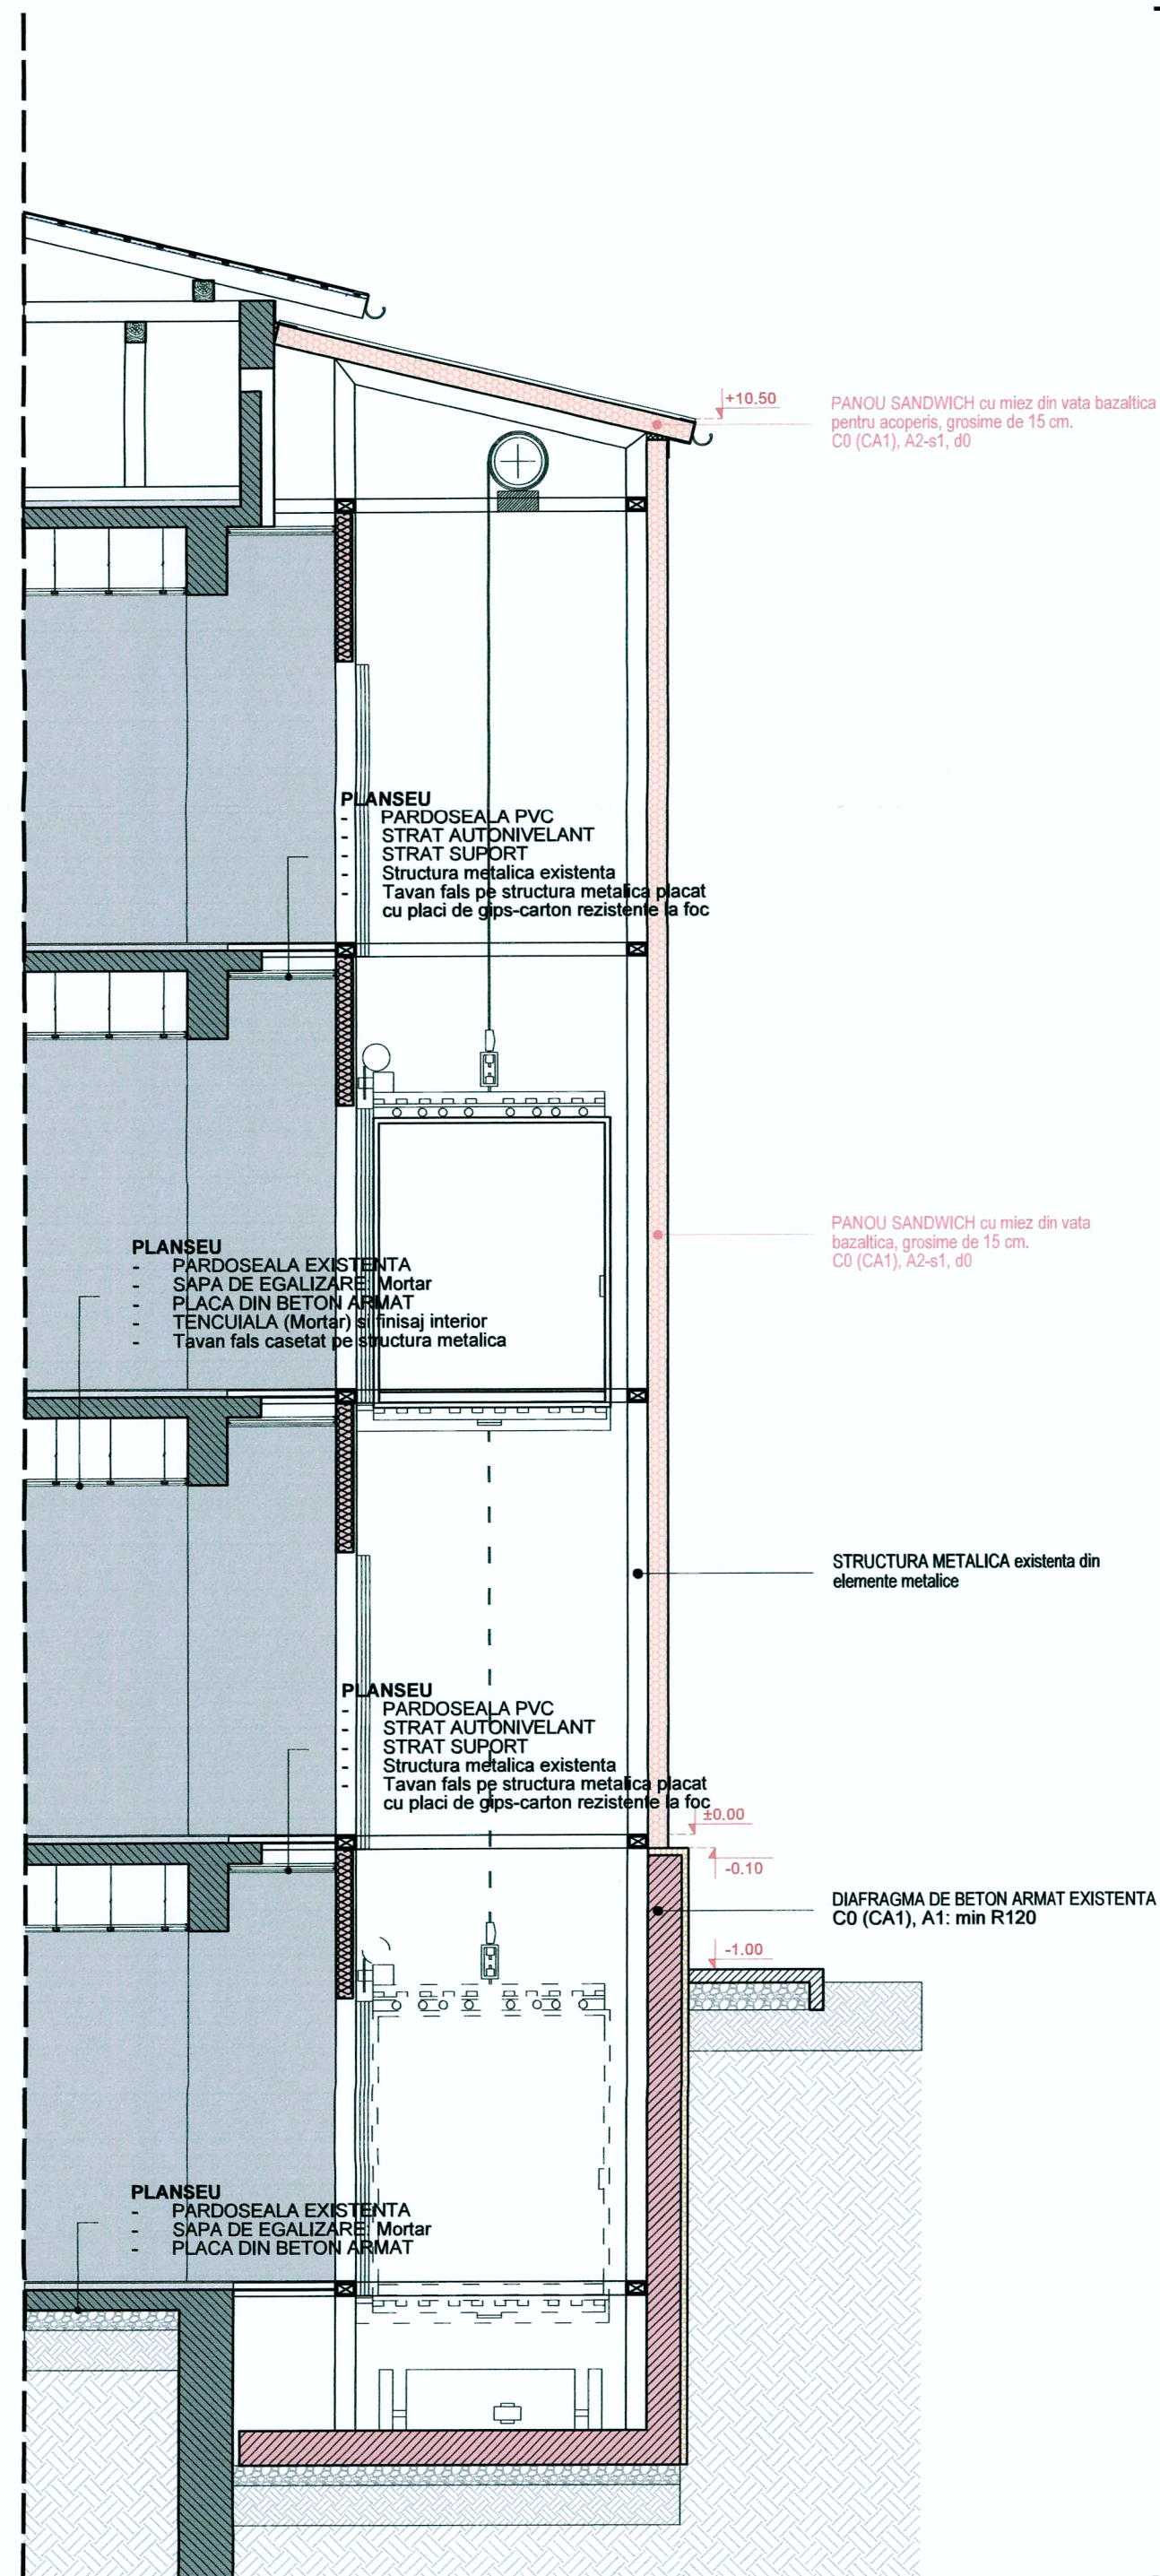 +10.50
PANOU SANDWICH cu miez din vata bazaltica
pentru acoperis, grosime de 15 cm.
C0 (CA1), A2-s1, d0
PLANSEU
- PARDOSEALA PVC
- STRAT AUTONIVELANT
- STRAT SUPORT
- Structura metalica existenta
- Tavan fals pe structura metalica placat
cu placi de gips-carton rezistente la foc
PANOU SANDWICH cu miez din vata
bazaltica, grosime de 15 cm.
C0 (CA1), A2-s1, d0
PLANSEU
- PARDOSEALA EXISTENTA
- SAPA DE EGALIZARE: Mortar
- PLACA DIN BETON ARMAT
- TENCUIALA (Mortar) si finisaj interior
- Tavan fals casetat pe structura metalica
STRUCTURA METALICA existenta din
elemente metalice
PLANSEU
- PARDOSEALA PVC
- STRAT AUTONIVELANT
- STRAT SUPORT
- Structura metalica existenta
- Tavan fals pe structura metalica placat
cu placi de gips-carton rezistente la foc
±0.00
-0.10
DIAFRAGMA DE BETON ARMAT EXISTENTA
C0 (CA1), A1: min R120
-1.00
PLANSEU
- PARDOSEALA EXISTENTA
- SAPA DE EGALIZARE: Mortar
- PLACA DIN BETON ARMAT